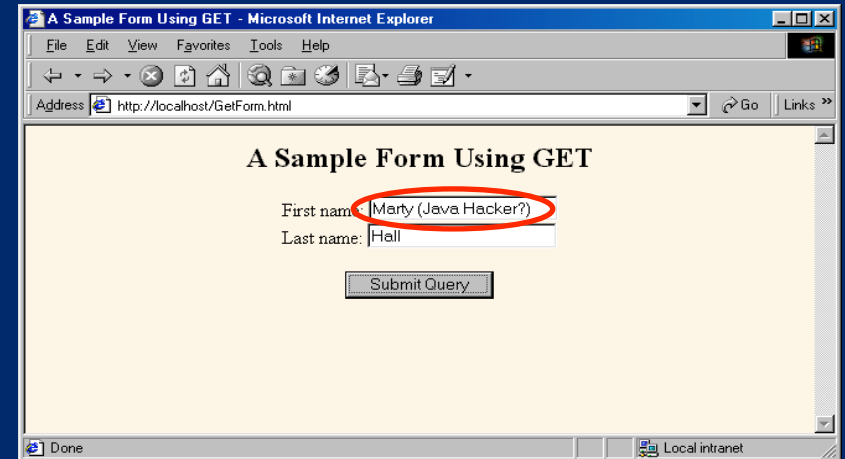 A Sample Form Using GET - Microsoft Internet Explorer
File Edit View Favorites Tools Help
Address http://localhost/GetForm.html Go Links »
A Sample Form Using GET
First name: Marty (Java Hacker?)
Last name: Hall
Submit Query
Done Local intranet